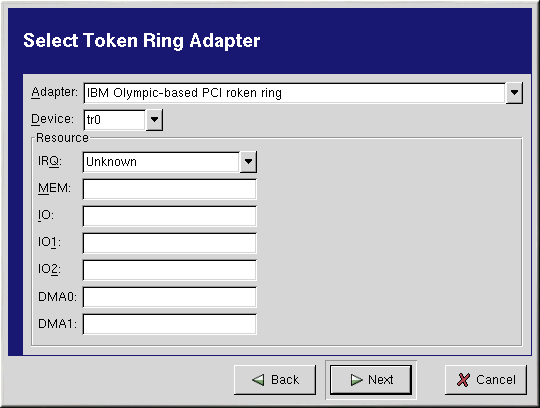 Select Token Ring Adapter
Adapter: IBM Olympic-based PCI roken ring
Device: tr0
Resource
IRQ: Unknown
MEM:
IO:
IO1:
IO2:
DMA0:
DMA1:
Back Next Cancel